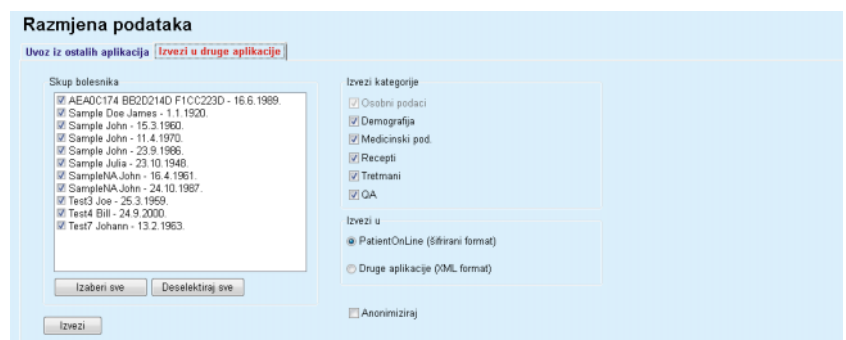 Razmjena podataka
Uvoz iz ostalih aplikacija Izvezi u druge aplikacije
Skup bolesnika
AEA0C174 BB2D214D F1CC223D - 16.6.1989.
Sample Doe James - 1.1.1920.
Sample John - 15.3.1960.
Sample John - 11.4.1970.
Sample John - 23.9.1986.
Sample Julia - 23.10.1948.
SampleNA John - 16.4.1961.
SampleNA John - 24.10.1987.
Test3 Joe - 25.3.1959.
Test4 Bill - 24.9.2000.
Test7 Johann - 13.2.1963.
Izaberi sve Deselektiraj sve
Izvezi
Izvezi kategorije
Osobni podaci
Demografija
Medicinski pod.
Recepti
Tretmani
QA
Izvezi u
PatientOnLine (šifrirani format)
Druge aplikacije (XML format)
Anonimiziraj